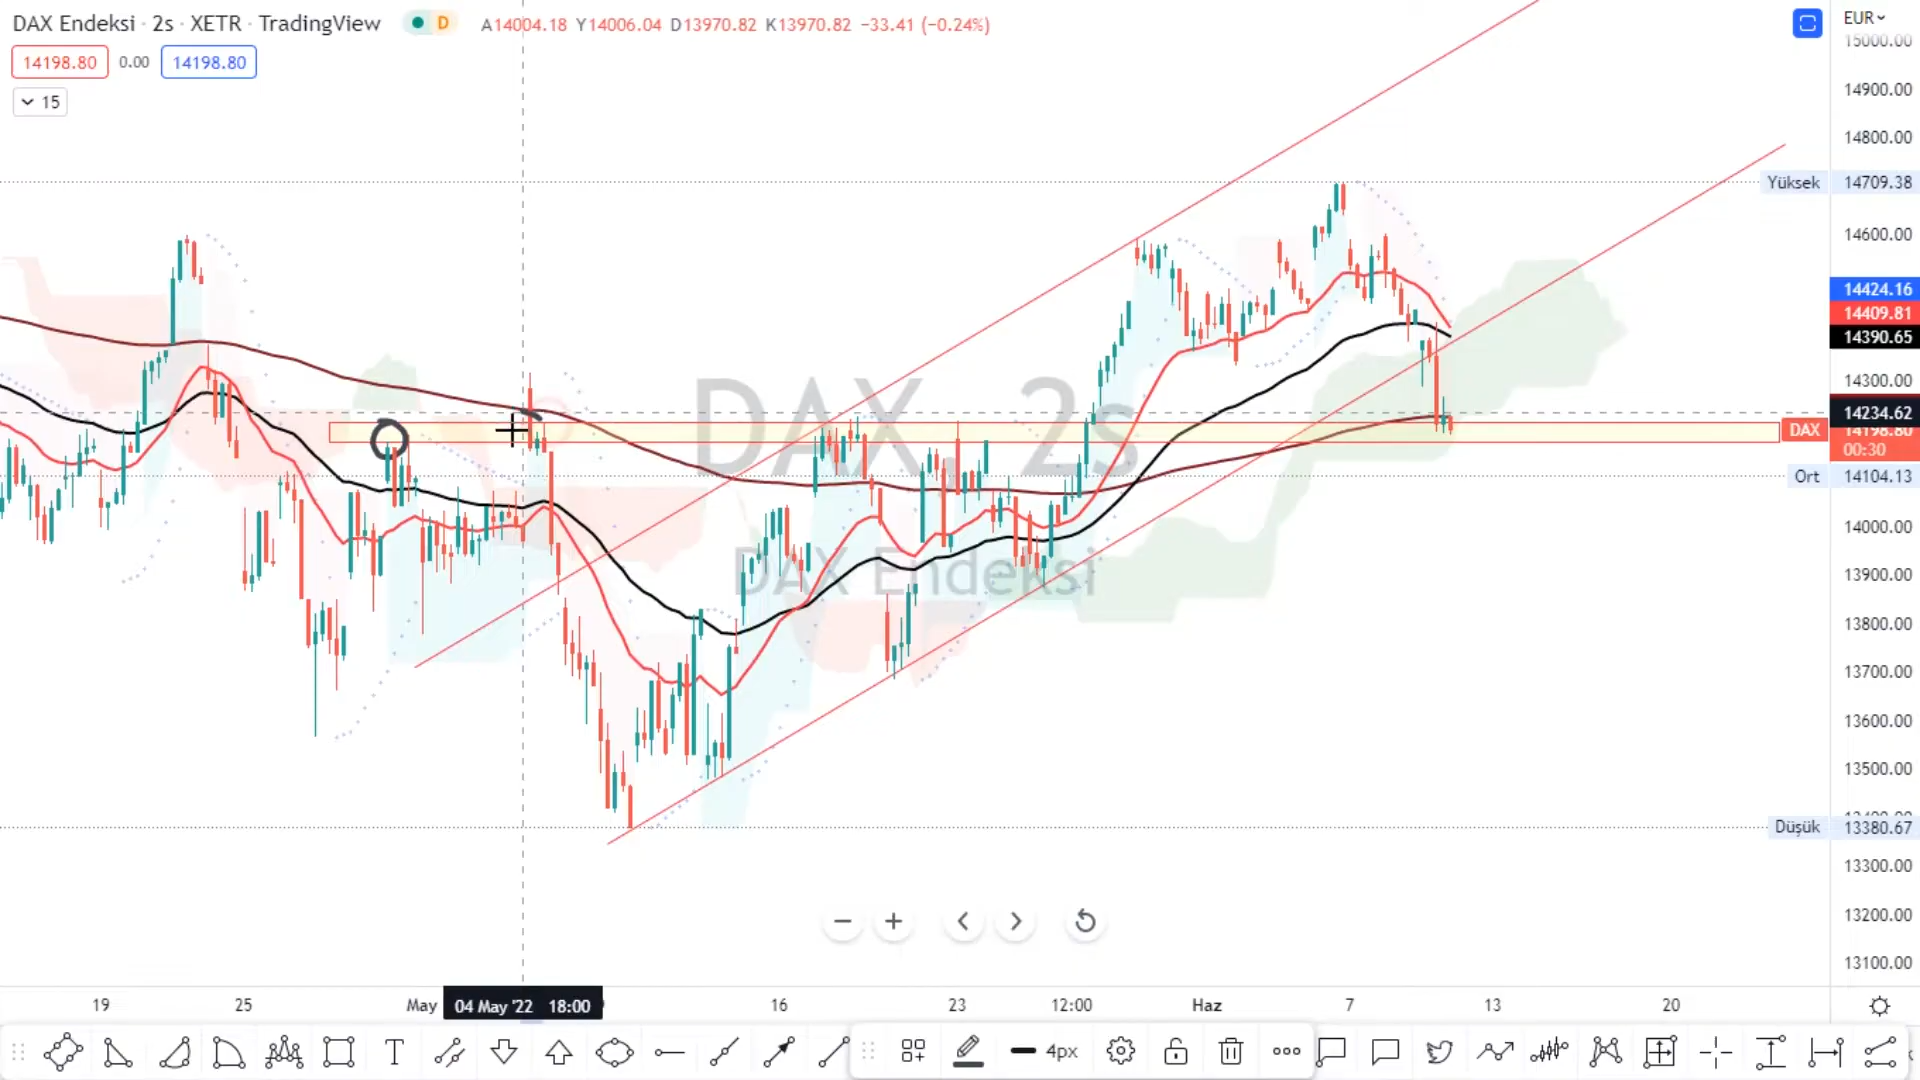 DAX Endeksi · 2s · XETR · TradingView D A14004.18 Y14006.04 D13970.82 K13970.82 −33.41 (−0.24%)
EUR
15000.00
14198.80 0.00 14198.80
15
14900.00
14800.00
Yüksek 14709.38
14600.00
14424.16
14409.81
14390.65
14300.00
14234.62
DAX 14198.80
00:30
Ort 14104.13
DAX, 2s
DAX Endeksi
14000.00
13900.00
13800.00
13700.00
13600.00
13500.00
13400.00
Düşük 13380.67
13300.00
13200.00
13100.00
19 25 May 04 May '22 18:00 16 23 12:00 Haz 7 13 20
T 4px